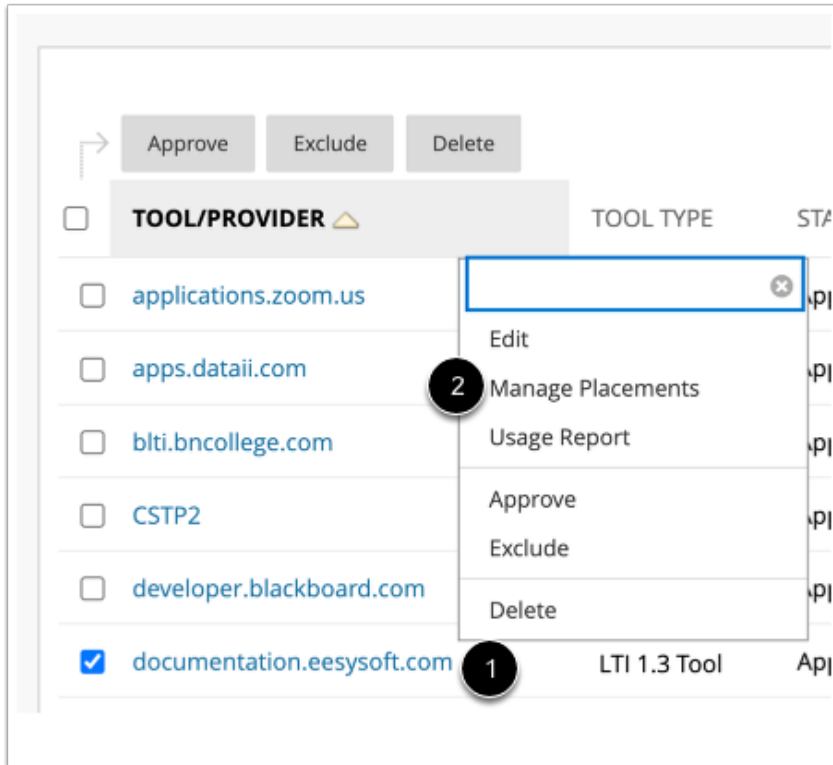 Approve Exclude Delete
TOOL/PROVIDER TOOL TYPE STA
applications.zoom.us
Edit
apps.dataii.com
2 Manage Placements
Usage Report
blti.bncollege.com
Approve
CSTP2
Exclude
developer.blackboard.com
Delete
documentation.eesysoft.com 1 LTI 1.3 Tool